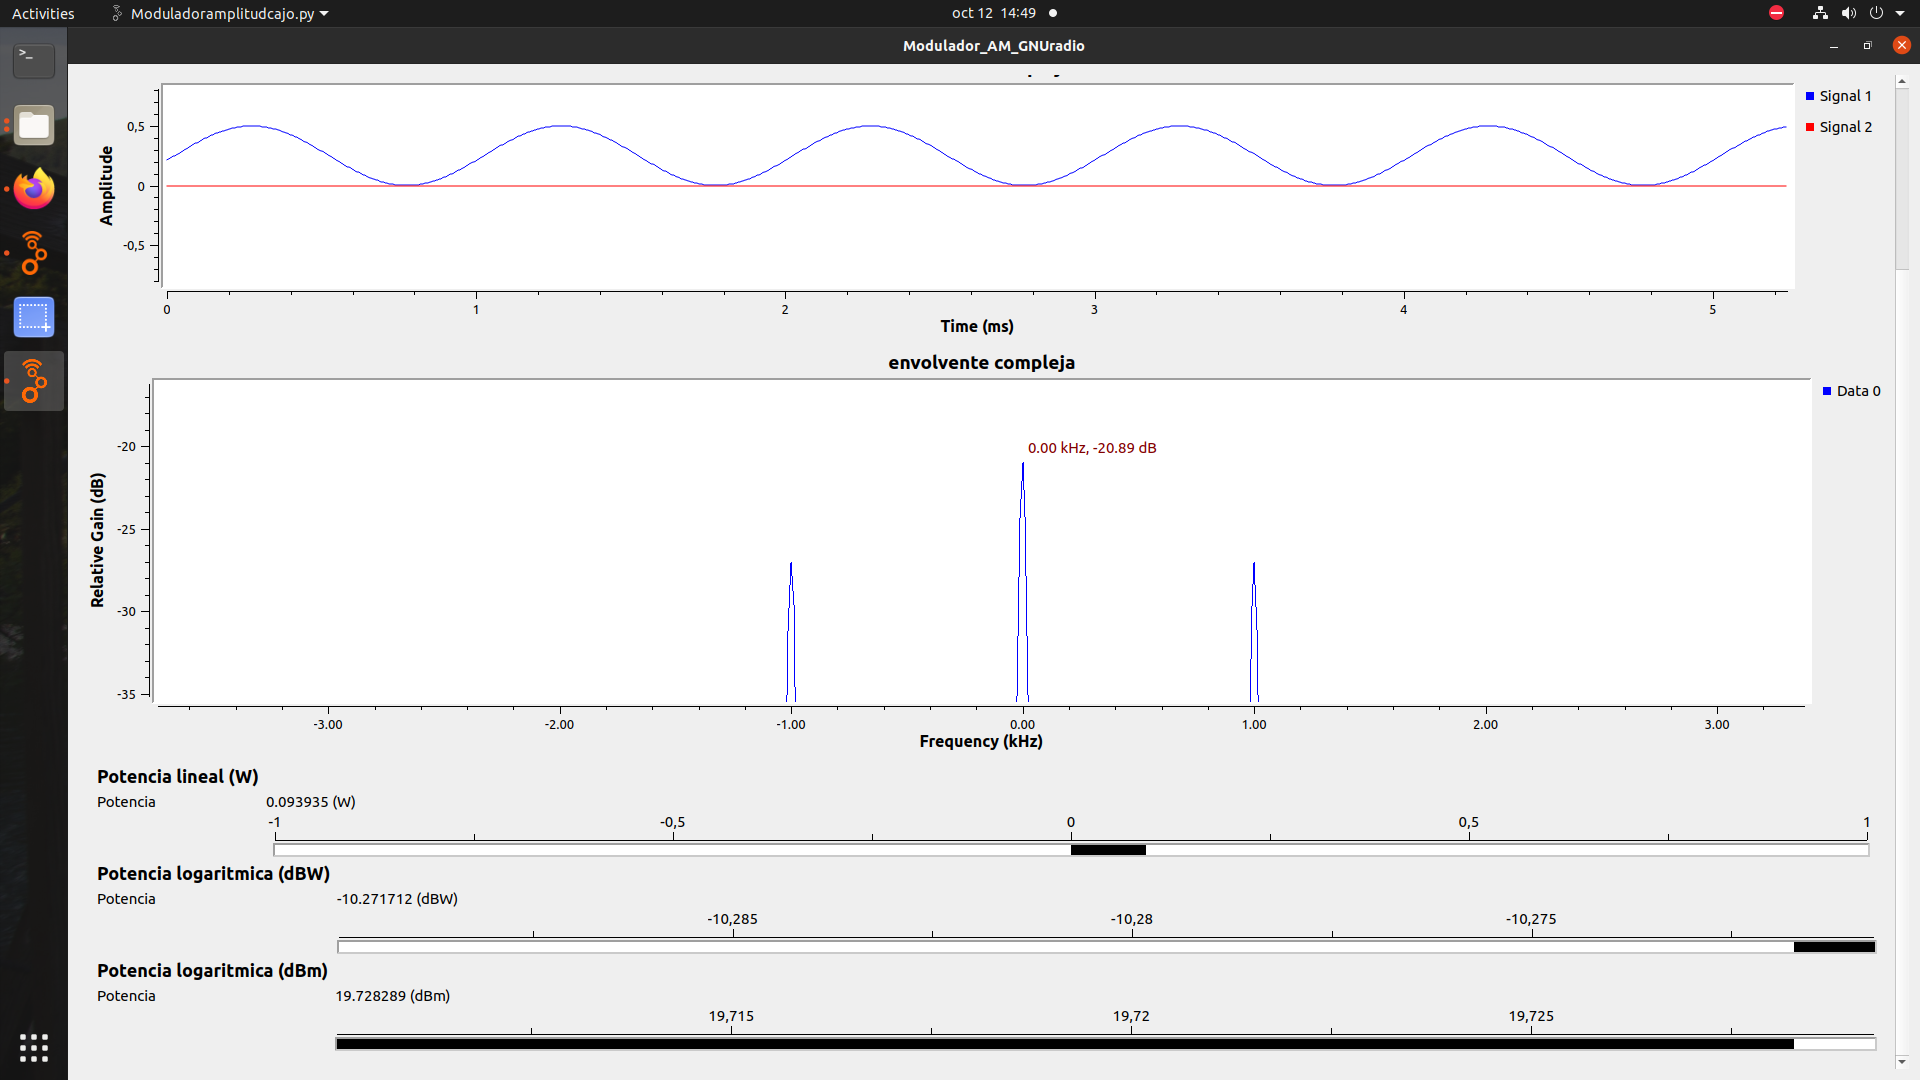 Activities
Moduladoramplitudcajo.py
oct 12 14:49
Modulador_AM_GNUradio
Signal 1
Signal 2
0,5
0
-0,5
Amplitude
0 1 2 3 4 5
Time (ms)
envolvente compleja
Data 0
0.00 kHz, -20.89 dB
-20
-25
-30
-35
Relative Gain (dB)
-3.00 -2.00 -1.00 0.00 1.00 2.00 3.00
Frequency (kHz)
Potencia lineal (W)
Potencia 0.093935 (W)
-1 -0,5 0 0,5 1
Potencia logaritmica (dBW)
Potencia -10.271712 (dBW)
-10,285 -10,28 -10,275
Potencia logaritmica (dBm)
Potencia 19.728289 (dBm)
19,715 19,72 19,725